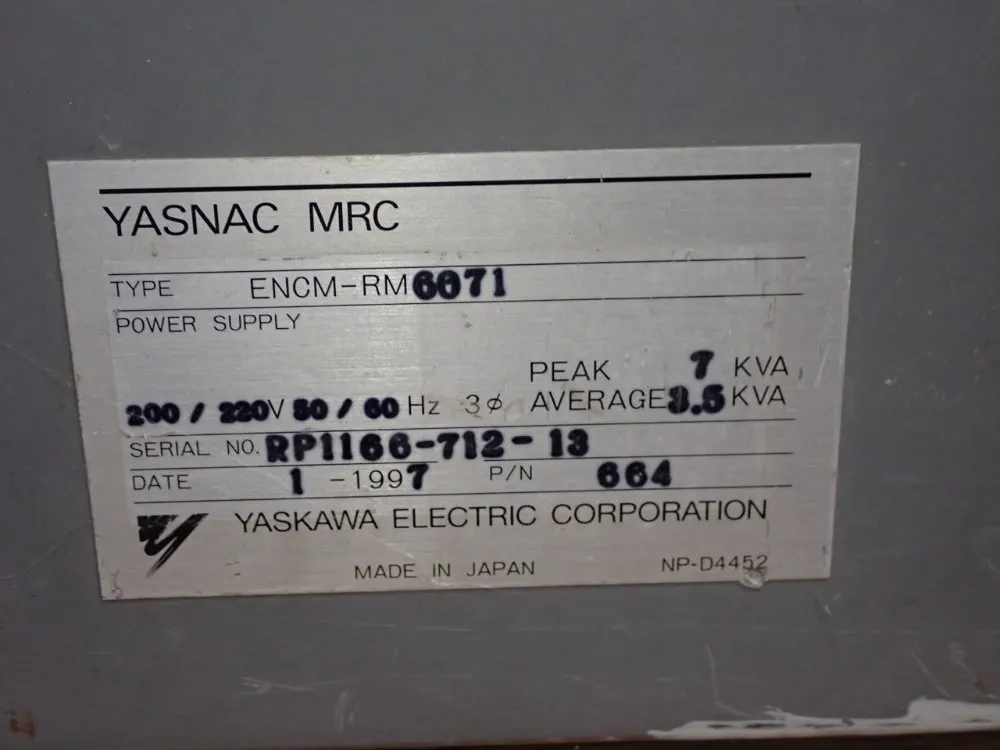 YASNAC MRC
TYPE ENCM-RM6071
POWER SUPPLY
PEAK 7 KVA
200 / 220V 50 / 60 Hz 3φ AVERAGE 3.5 KVA
SERIAL NO. RP1166-712-13
DATE 1 -1997 P/N 664
YASKAWA ELECTRIC CORPORATION
MADE IN JAPAN NP-D4452